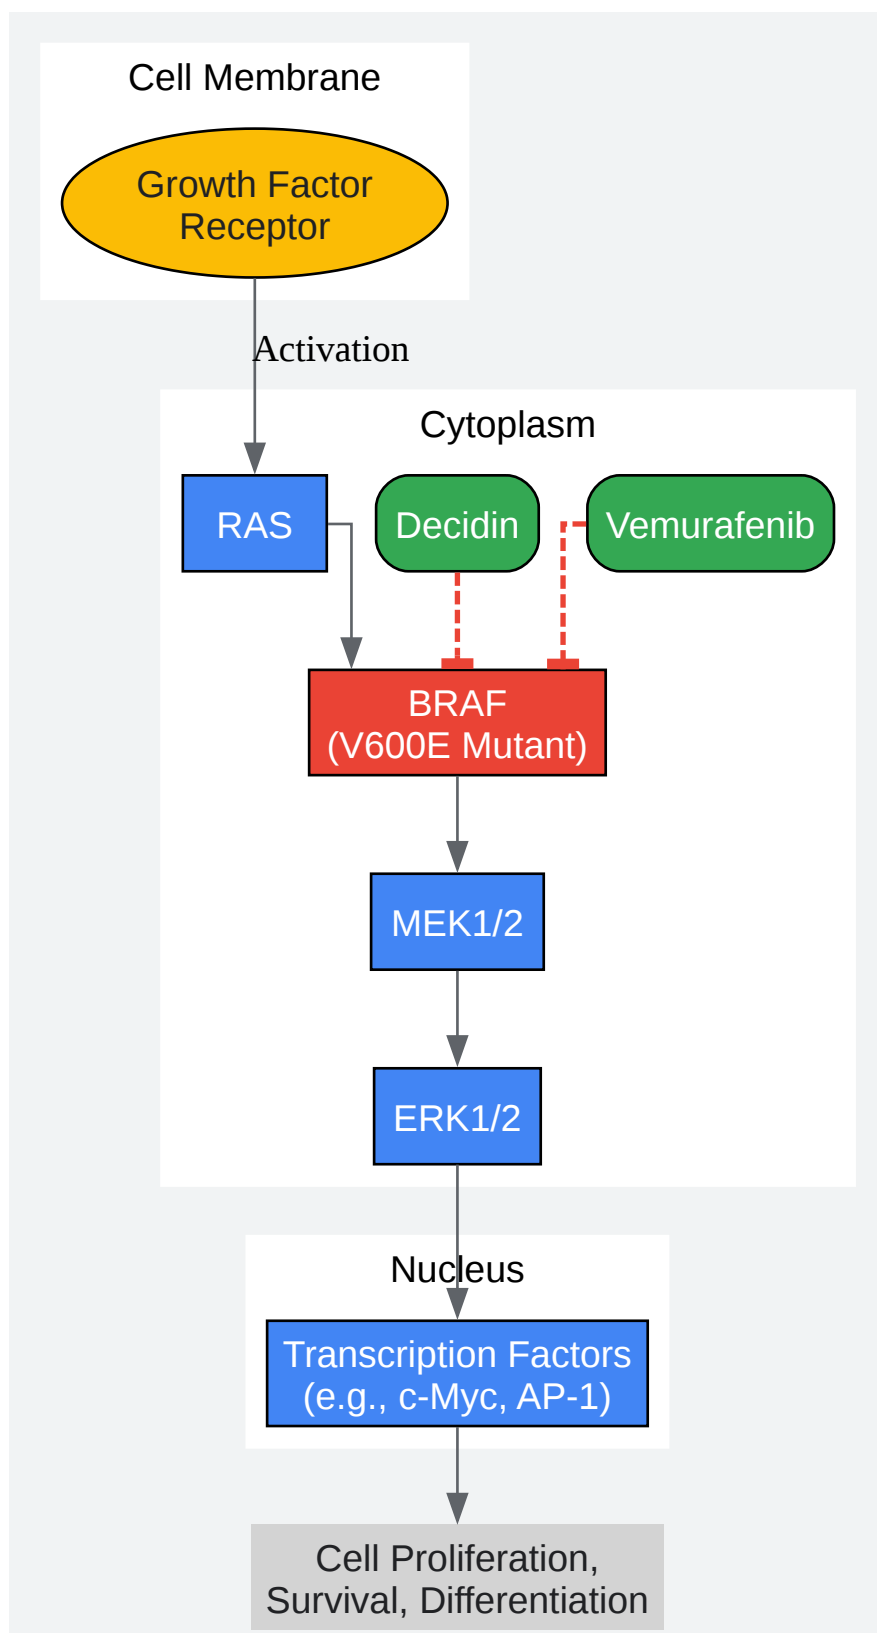 Cell Membrane
Growth Factor
Receptor
Activation
Cytoplasm
RAS
Decidin
Vemurafenib
BRAF
(V600E Mutant)
MEK1/2
ERK1/2
Nucleus
Transcription Factors
(e.g., c-Myc, AP-1)
Cell Proliferation,
Survival, Differentiation